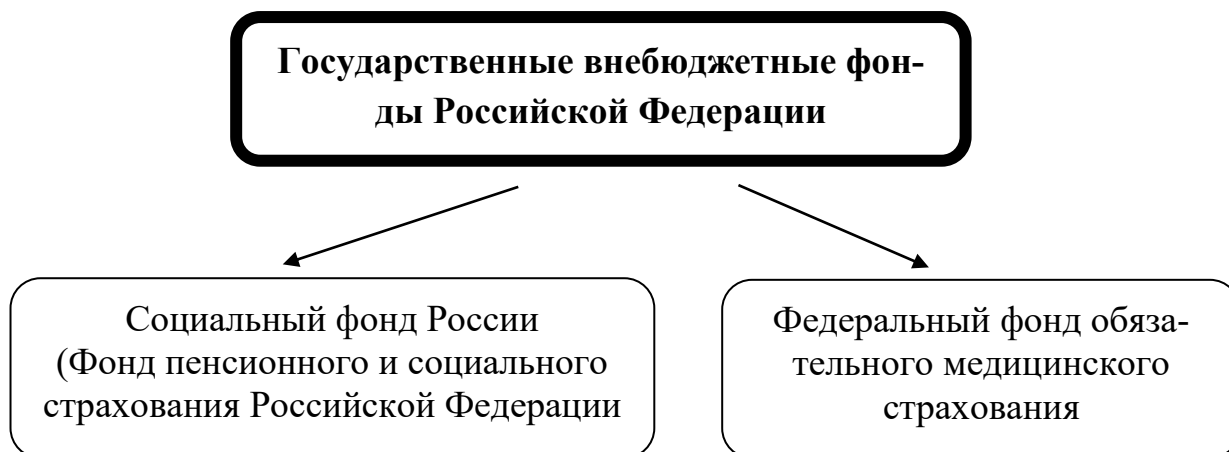 Государственные внебюджетные фон-
ды Российской Федерации
Социальный фонд России
(Фонд пенсионного и социального
страхования Российской Федерации
Федеральный фонд обяза-
тельного медицинского
страхования